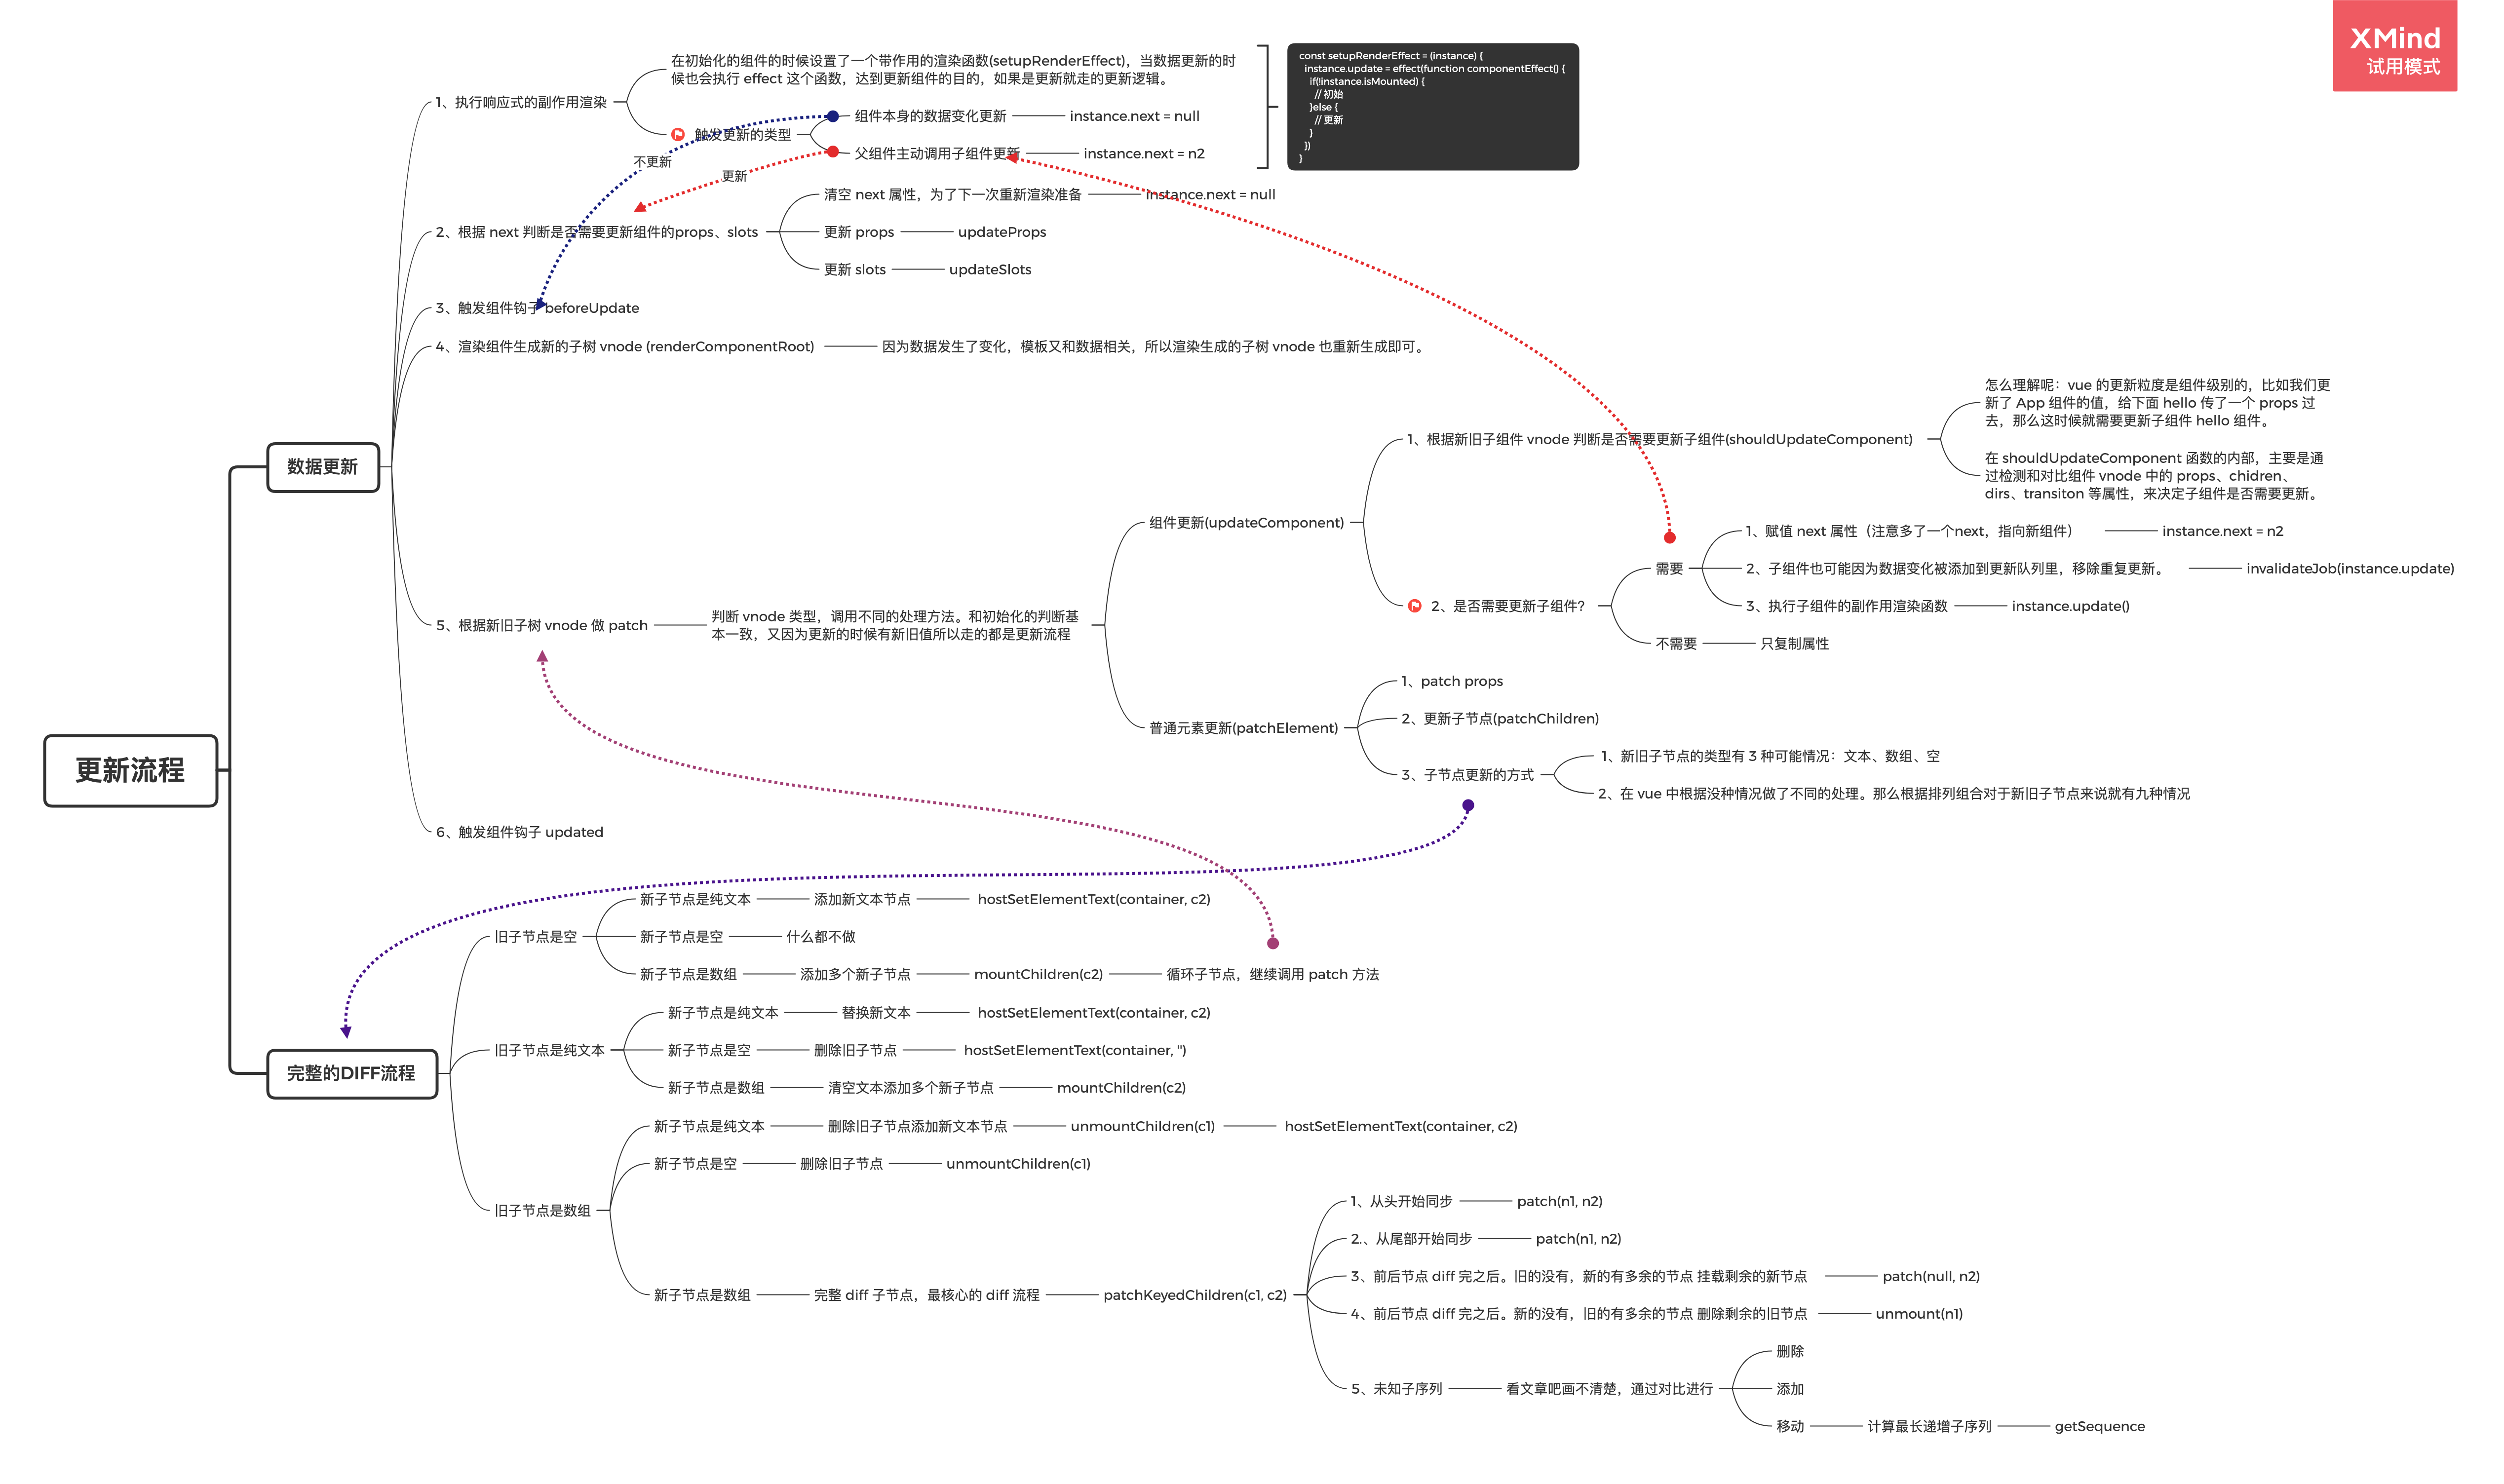 XMind
试用模式
更新流程
数据更新
1、执行响应式的副作用渲染
在初始化的组件的时候设置了一个带作用的渲染函数(setupRenderEffect)，当数据更新的时
候也会执行 effect 这个函数，达到更新组件的目的，如果是更新就走的更新逻辑。
触发更新的类型
组件本身的数据变化更新
instance.next = null
父组件主动调用子组件更新
instance.next = n2
const setupRenderEffect = (instance) {
instance.update = effect(function componentEffect() {
if(!instance.isMounted) {
// 初始
}else {
// 更新
}
})
}
不更新
更新
2、根据 next 判断是否需要更新组件的props、slots
清空 next 属性，为了下一次重新渲染准备
instance.next = null
更新 props
updateProps
更新 slots
updateSlots
3、触发组件钩子 beforeUpdate
4、渲染组件生成新的子树 vnode (renderComponentRoot)
因为数据发生了变化，模板又和数据相关，所以渲染生成的子树 vnode 也重新生成即可。
5、根据新旧子树 vnode 做 patch
判断 vnode 类型，调用不同的处理方法。和初始化的判断基
本一致，又因为更新的时候有新旧值所以走的都是更新流程
组件更新(updateComponent)
1、根据新旧子组件 vnode 判断是否需要更新子组件(shouldUpdateComponent)
怎么理解呢：vue 的更新粒度是组件级别的，比如我们更
新了 App 组件的值，给下面 hello 传了一个 props 过
去，那么这时候就需要更新子组件 hello 组件。
在 shouldUpdateComponent 函数的内部，主要是通
过检测和对比组件 vnode 中的 props、chidren、
dirs、transiton 等属性，来决定子组件是否需要更新。
2、是否需要更新子组件？
需要
1、赋值 next 属性（注意多了一个next，指向新组件）
instance.next = n2
2、子组件也可能因为数据变化被添加到更新队列里，移除重复更新。
invalidateJob(instance.update)
3、执行子组件的副作用渲染函数
instance.update()
不需要
只复制属性
普通元素更新(patchElement)
1、patch props
2、更新子节点(patchChildren)
3、子节点更新的方式
1、新旧子节点的类型有 3 种可能情况：文本、数组、空
2、在 vue 中根据没种情况做了不同的处理。那么根据排列组合对于新旧子节点来说就有九种情况
6、触发组件钩子 updated
完整的DIFF流程
旧子节点是空
新子节点是纯文本
添加新文本节点
hostSetElementText(container, c2)
新子节点是空
什么都不做
新子节点是数组
添加多个新子节点
mountChildren(c2)
循环子节点，继续调用 patch 方法
旧子节点是纯文本
新子节点是纯文本
替换新文本
hostSetElementText(container, c2)
新子节点是空
删除旧子节点
hostSetElementText(container, '')
新子节点是数组
清空文本添加多个新子节点
mountChildren(c2)
旧子节点是数组
新子节点是纯文本
删除旧子节点添加新文本节点
unmountChildren(c1)
hostSetElementText(container, c2)
新子节点是空
删除旧子节点
unmountChildren(c1)
新子节点是数组
完整 diff 子节点，最核心的 diff 流程
patchKeyedChildren(c1, c2)
1、从头开始同步
patch(n1, n2)
2.、从尾部开始同步
patch(n1, n2)
3、前后节点 diff 完之后。旧的没有，新的有多余的节点 挂载剩余的新节点
patch(null, n2)
4、前后节点 diff 完之后。新的没有，旧的有多余的节点 删除剩余的旧节点
unmount(n1)
5、未知子序列
看文章吧画不清楚，通过对比进行
删除
添加
移动
计算最长递增子序列
getSequence